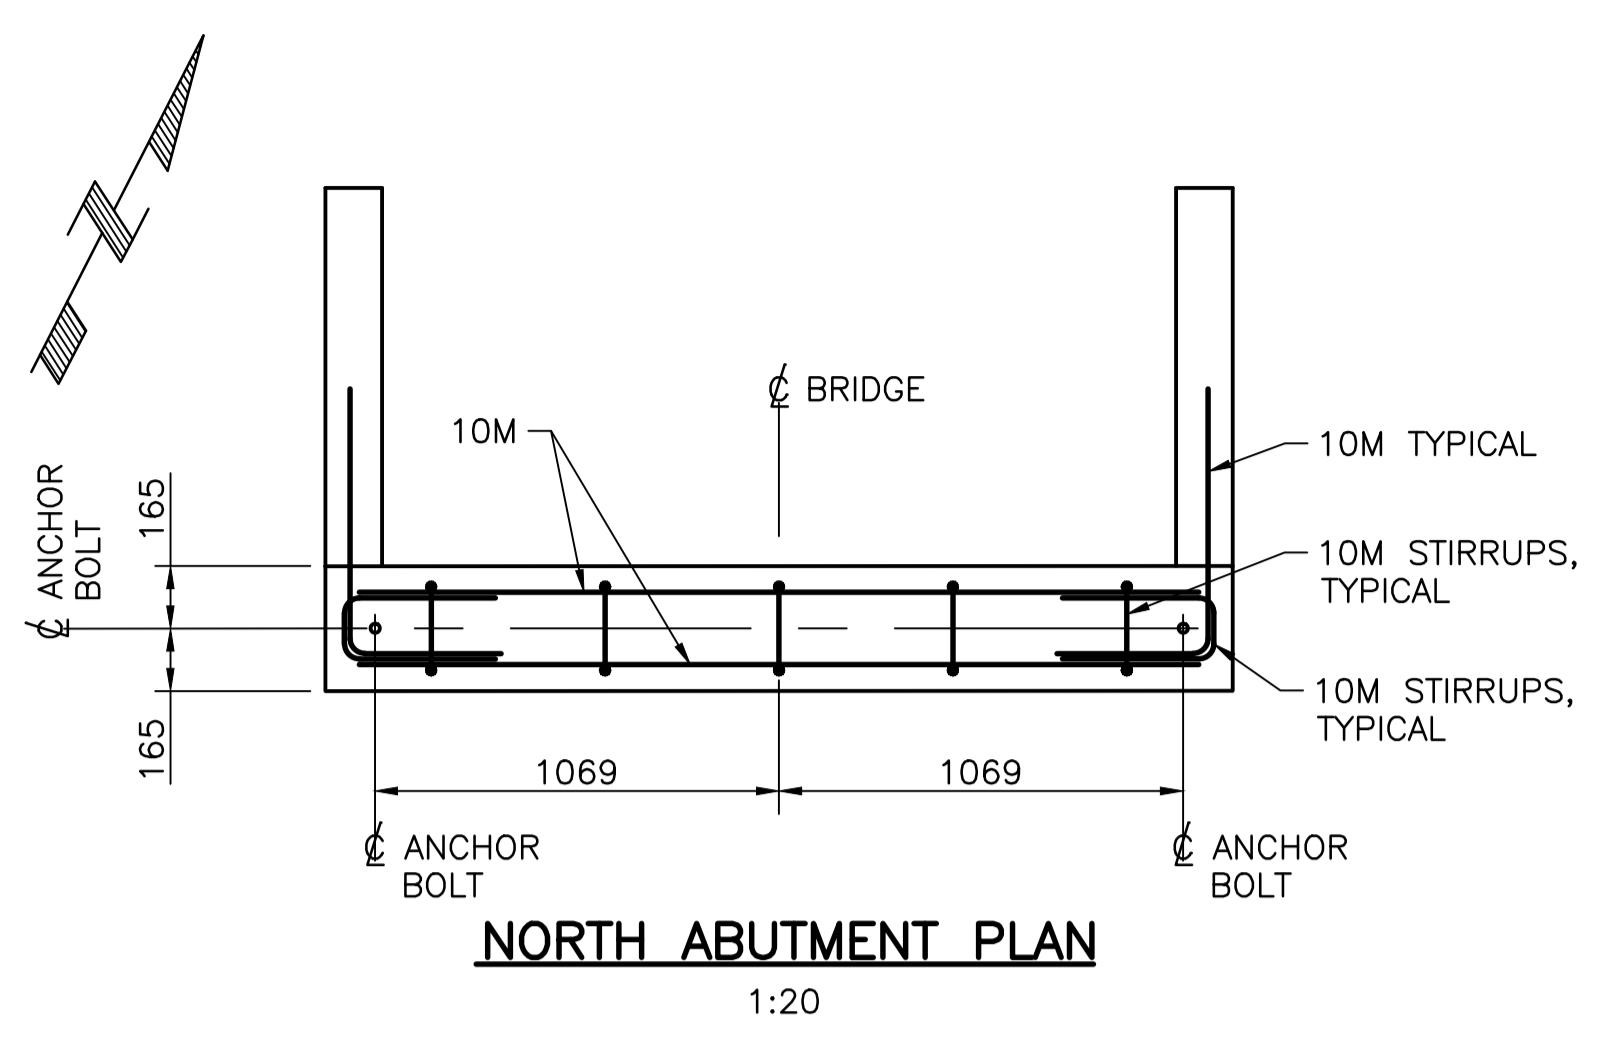 ℄ BRIDGE
10M
10M TYPICAL
℄ ANCHOR
BOLT
165
10M STIRRUPS,
TYPICAL
165
10M STIRRUPS,
TYPICAL
1069
1069
℄ ANCHOR
BOLT
℄ ANCHOR
BOLT
NORTH ABUTMENT PLAN
1:20